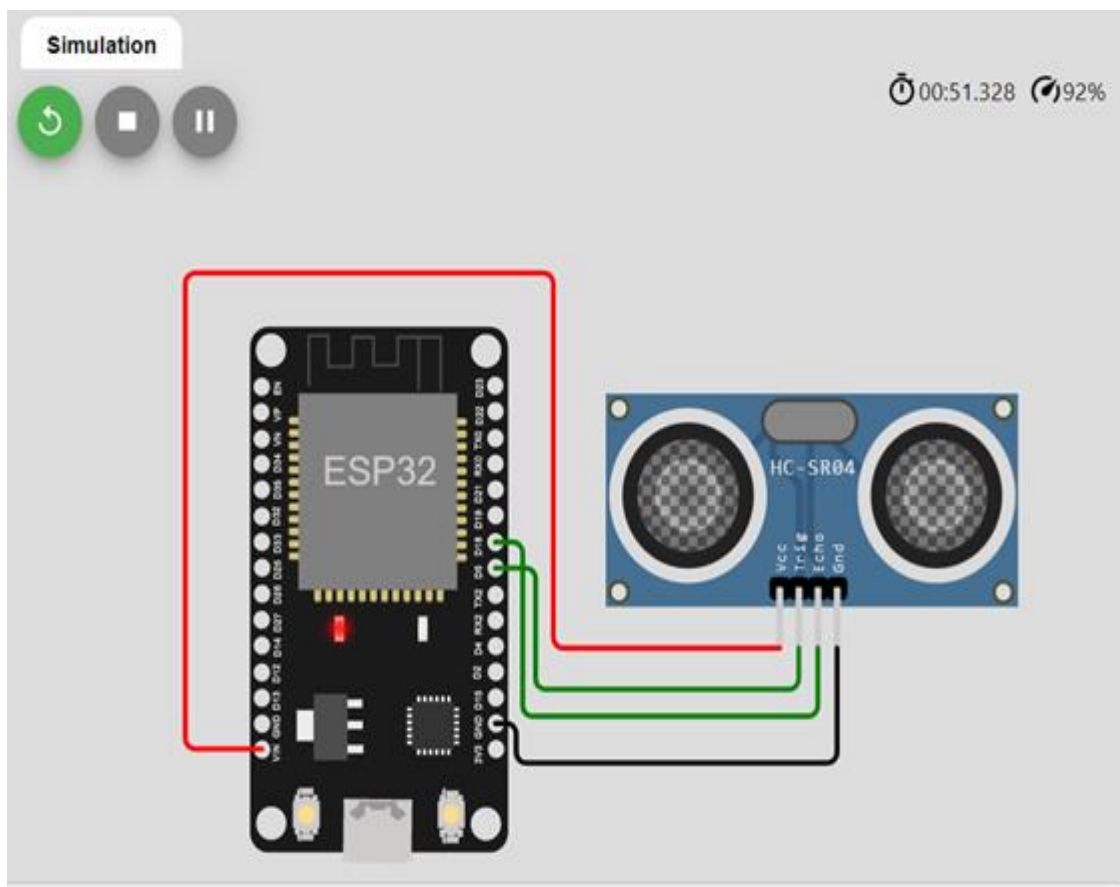 Simulation
00:51.328 92%
ESP32
EN
VP
VN
D34
D35
D32
D33
D25
D26
D27
D14
D12
D13
GND
VIN
D23
D22
TX0
RX0
D21
D19
D18
D5
TX2
RX2
D4
D2
D15
GND
3V3
HC-SR04
Vcc
Trig
Echo
Gnd